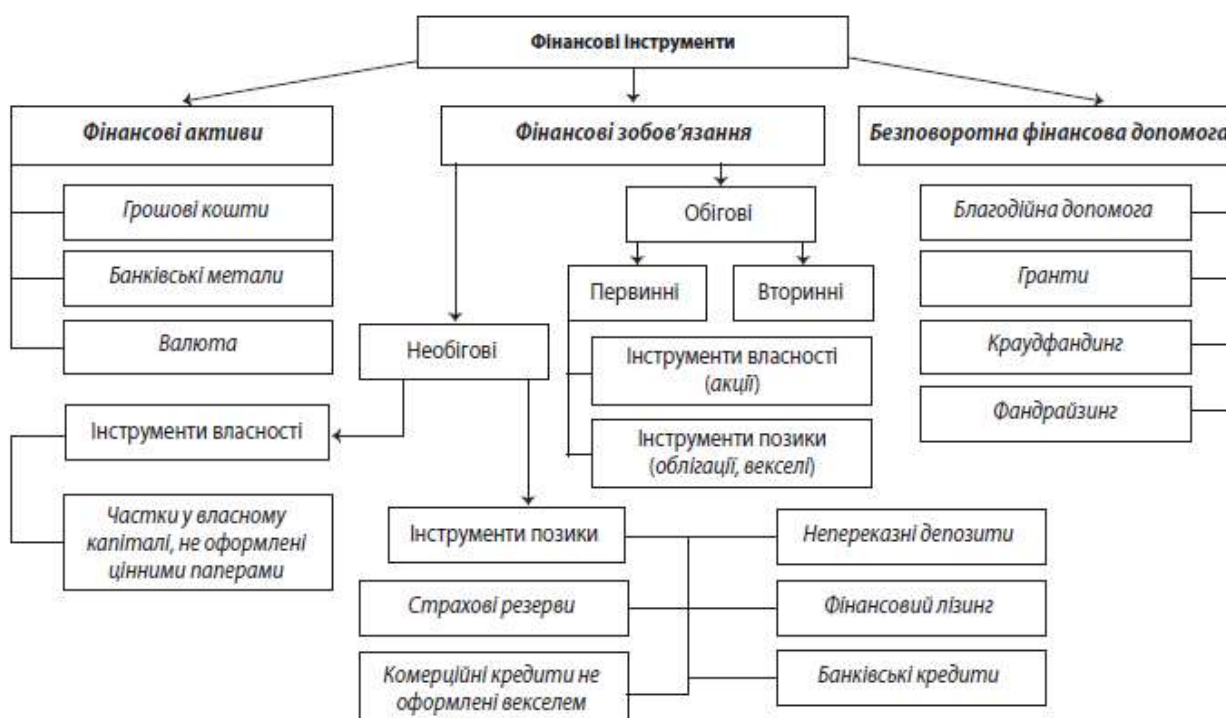 Фінансові інструменти
Фінансові активи
Фінансові зобов'язання
Безповоротна фінансова допомога
Грошові кошти
Банківські метали
Валюта
Обігові
Первинні
Вторинні
Необігові
Інструменти власності
(акції)
Інструменти позики
(облігації, векселі)
Благодійна допомога
Гранти
Краудфандинг
Фандрайзинг
Інструменти власності
Частки у власному
капіталі, не оформлені
цінними паперами
Інструменти позики
Непереказні депозити
Страхові резерви
Фінансовий лізинг
Комерційні кредити не
оформлені векселем
Банківські кредити